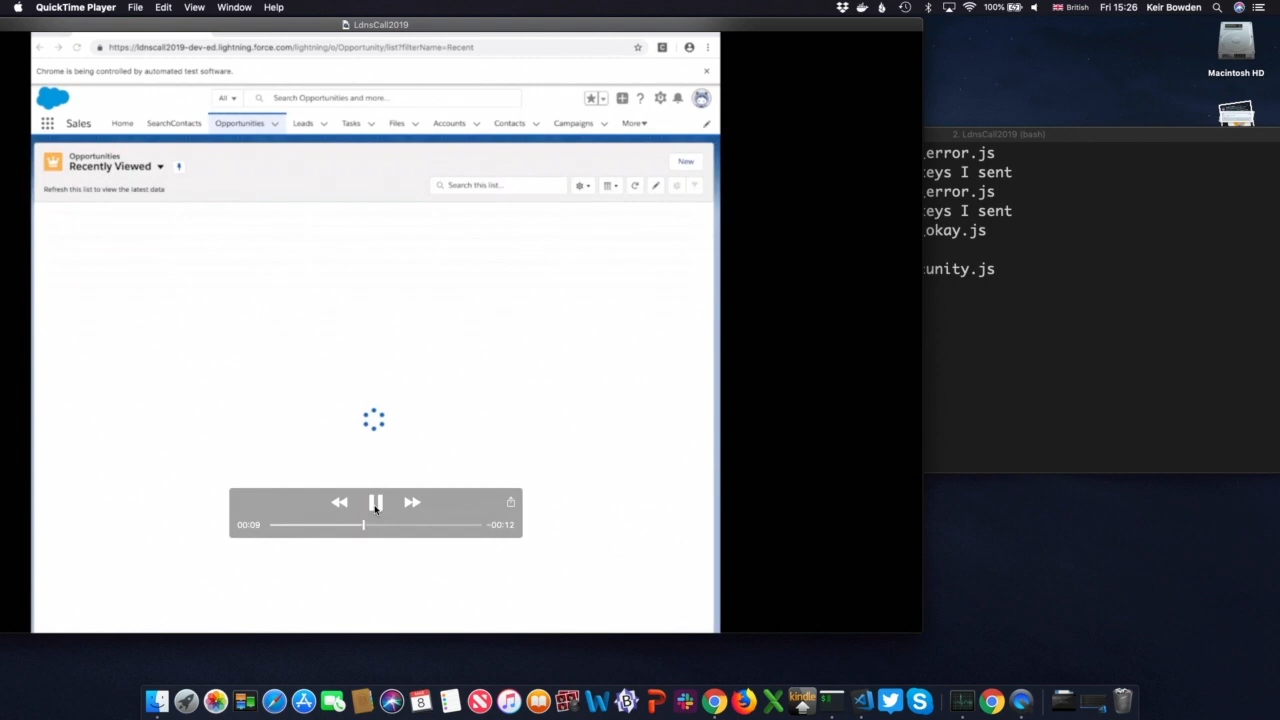 QuickTime Player File Edit View Window Help
100% British Fri 15:26 Keir Bowden
LdnsCall2019
https://ldnscall2019-dev-ed.lightning.force.com/lightning/o/Opportunity/list?filterName=Recent
Chrome is being controlled by automated test software.
All Search Opportunities and more...
Sales Home SearchContacts Opportunities Leads Tasks Files Accounts Contacts Campaigns More
Opportunities
Recently Viewed
New
Refresh this list to view the latest data
Search this list...
00:09 -00:12
Macintosh HD
2. LdnsCall2019 (bash)
error.js
eys I sent
error.js
eys I sent
okay.js
unity.js
8
kindle